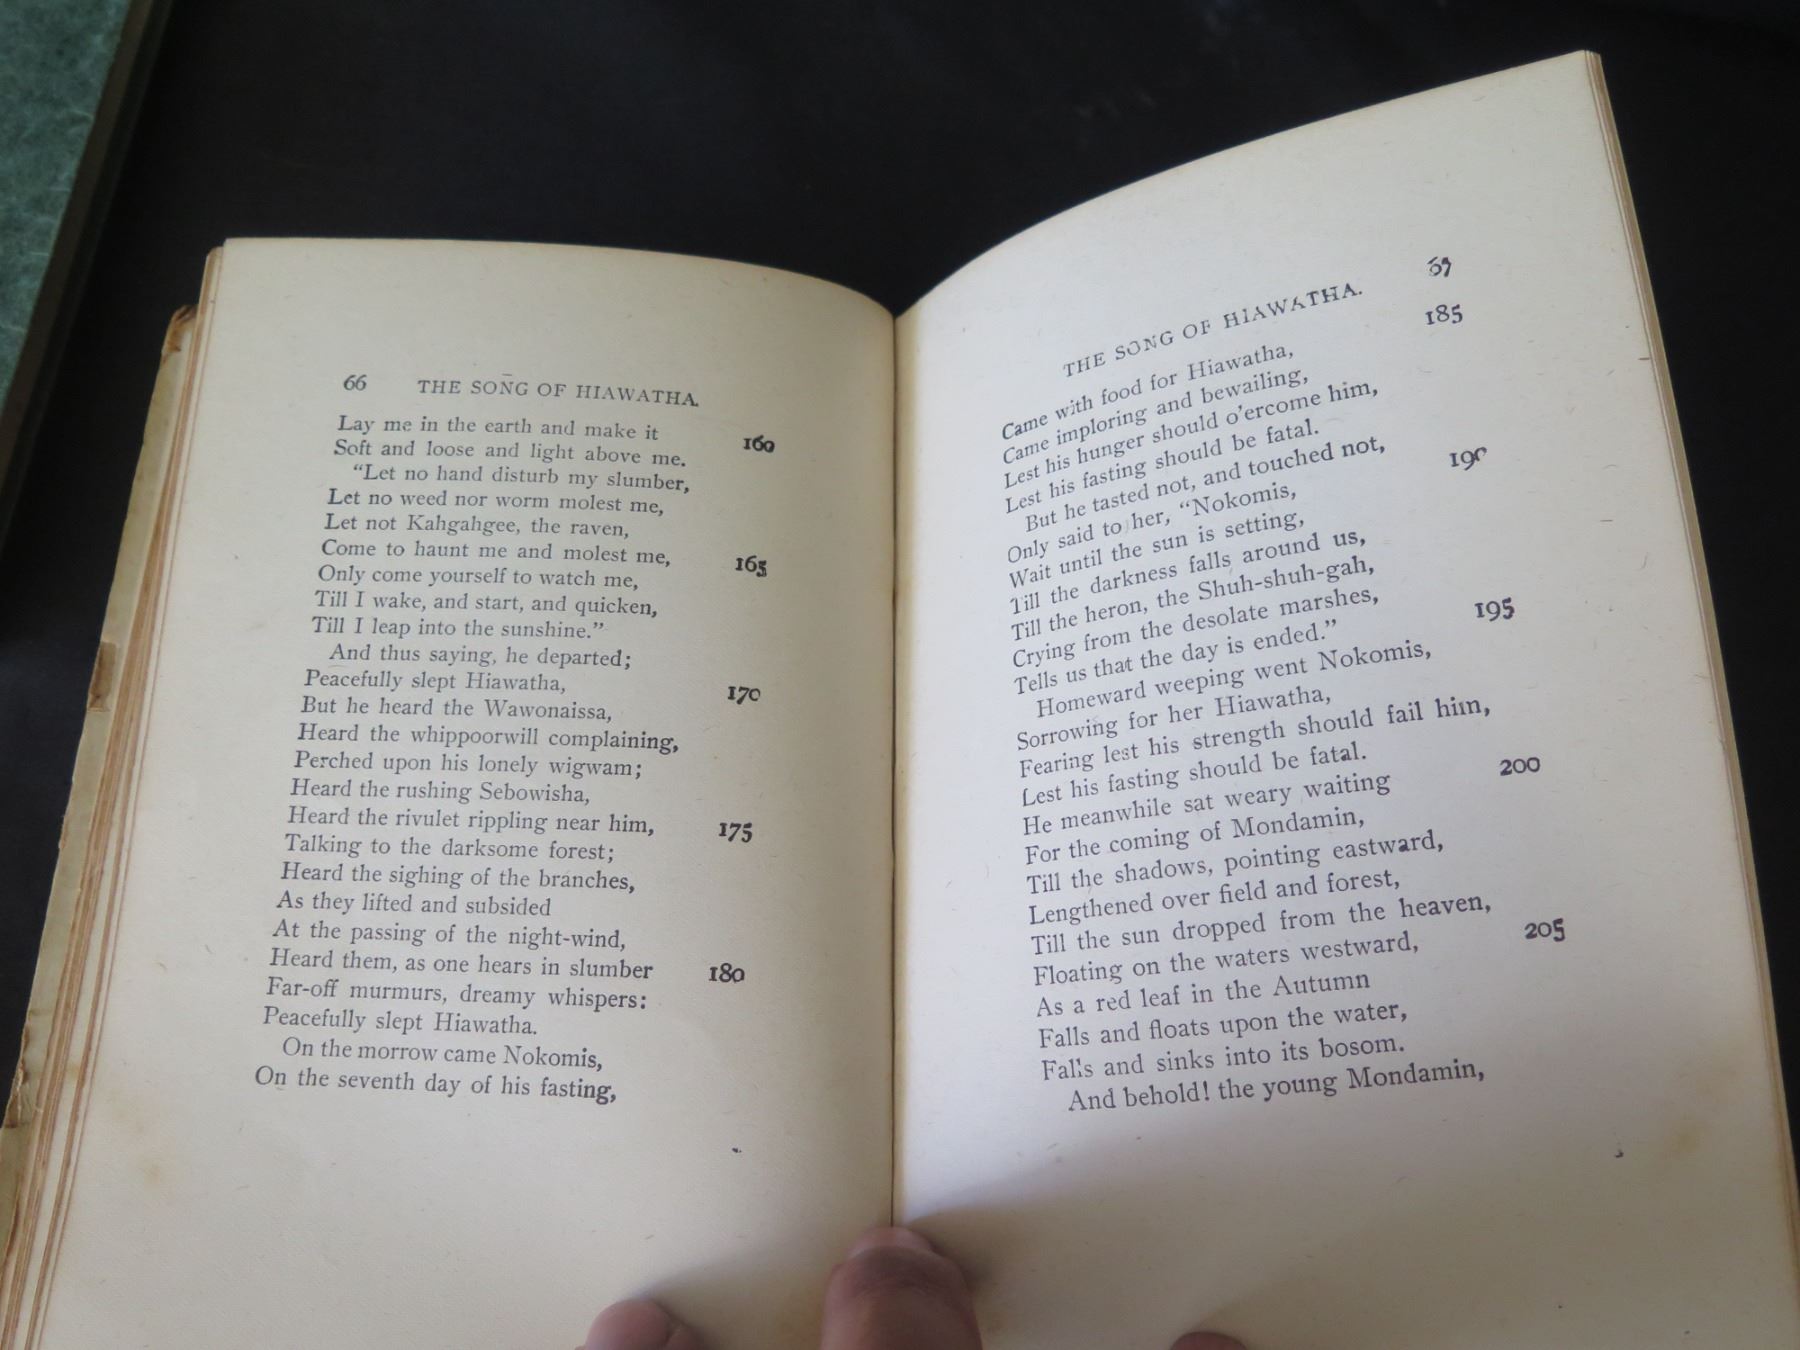 66 THE SONG OF HIAWATHA.
Lay me in the earth and make it
Soft and loose and light above me. 160
"Let no hand disturb my slumber,
Let no weed nor worm molest me,
Let not Kahgahgee, the raven,
Come to haunt me and molest me,
Only come yourself to watch me, 165
Till I wake, and start, and quicken,
Till I leap into the sunshine."
And thus saying, he departed;
Peacefully slept Hiawatha,
But he heard the Wawonaissa, 170
Heard the whippoorwill complaining,
Perched upon his lonely wigwam;
Heard the rushing Sebowisha,
Heard the rivulet rippling near him,
Talking to the darksome forest; 175
Heard the sighing of the branches,
As they lifted and subsided
At the passing of the night-wind,
Heard them, as one hears in slumber
Far-off murmurs, dreamy whispers: 180
Peacefully slept Hiawatha.
On the morrow came Nokomis,
On the seventh day of his fasting,
THE SONG OF HIAWATHA. 67
Came with food for Hiawatha,
Came imploring and bewailing, 185
Lest his hunger should o'ercome him,
Lest his fasting should be fatal.
But he tasted not, and touched not,
Only said to her, "Nokomis,
Wait until the sun is setting, 190
Till the darkness falls around us,
Till the heron, the Shuh-shuh-gah,
Crying from the desolate marshes,
Tells us that the day is ended."
Homeward weeping went Nokomis, 195
Sorrowing for her Hiawatha,
Fearing lest his strength should fail him,
Lest his fasting should be fatal.
He meanwhile sat weary waiting
For the coming of Mondamin, 200
Till the shadows, pointing eastward,
Lengthened over field and forest,
Till the sun dropped from the heaven,
Floating on the waters westward,
As a red leaf in the Autumn 205
Falls and floats upon the water,
Falls and sinks into its bosom.
And behold! the young Mondamin,